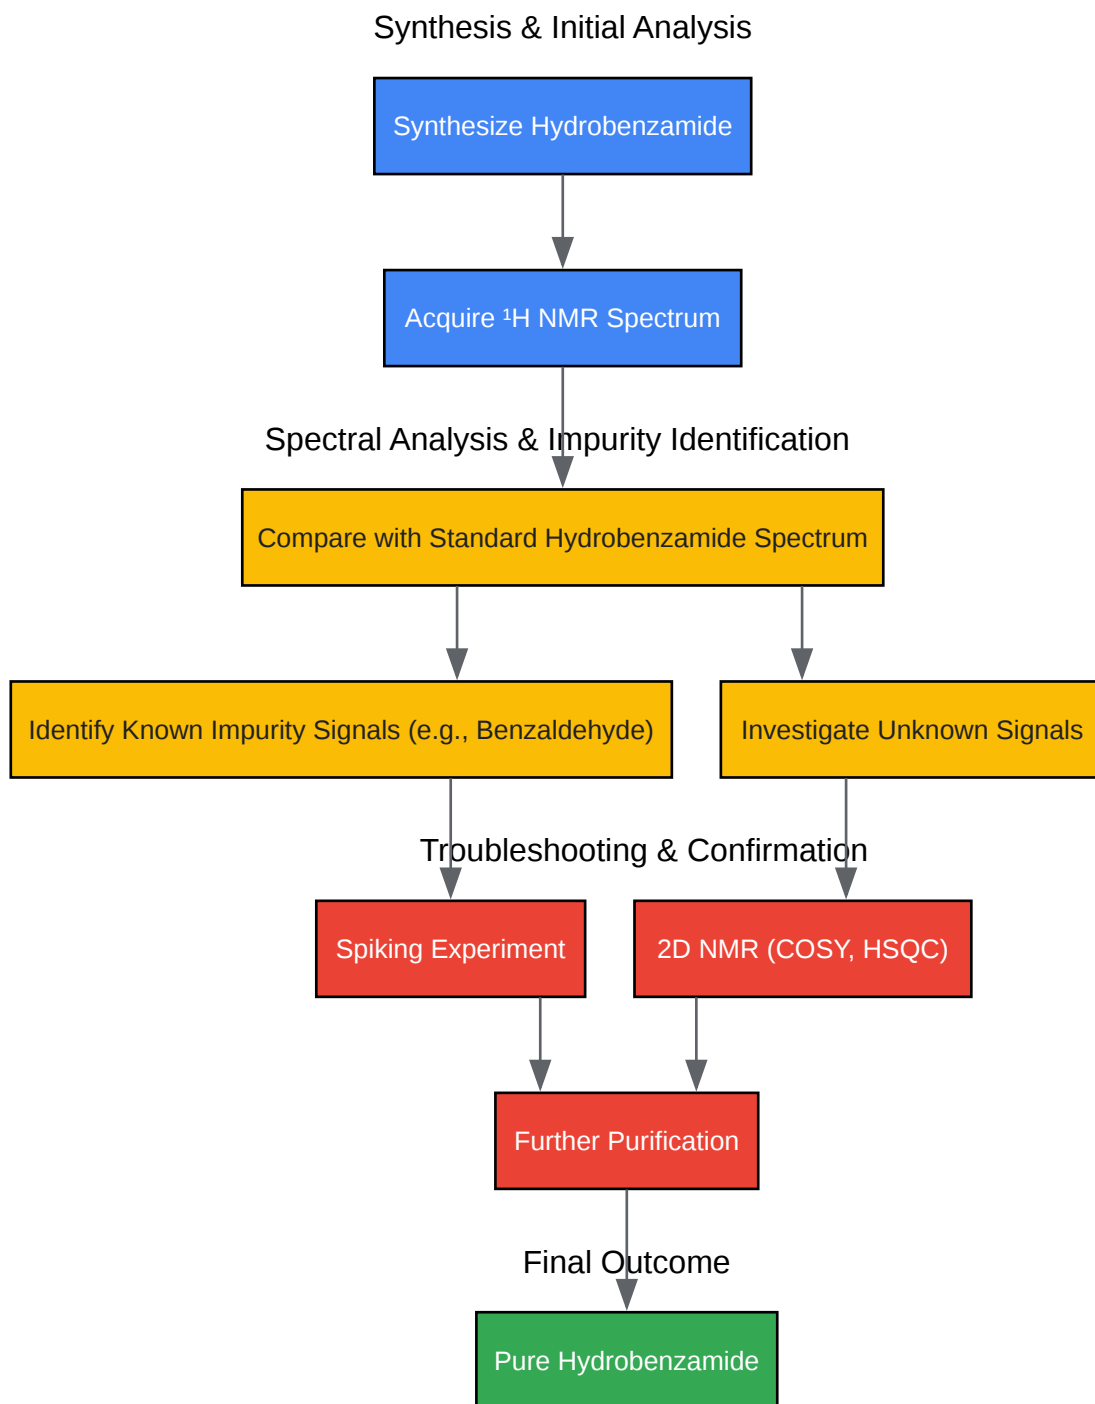 Synthesis & Initial Analysis
Synthesize Hydrobenzamide
Acquire ¹H NMR Spectrum
Spectral Analysis & Impurity Identification
Compare with Standard Hydrobenzamide Spectrum
Identify Known Impurity Signals (e.g., Benzaldehyde)
Investigate Unknown Signals
Troubleshooting & Confirmation
Spiking Experiment
2D NMR (COSY, HSQC)
Further Purification
Final Outcome
Pure Hydrobenzamide